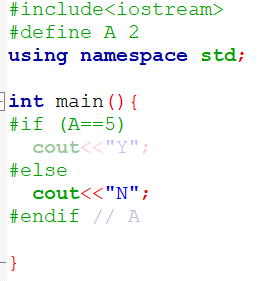 #include<iostream>
#define A 2
using namespace std;
int main(){
#if (A==5)
cout<<"Y";
#else
cout<<"N";
#endif // A
}